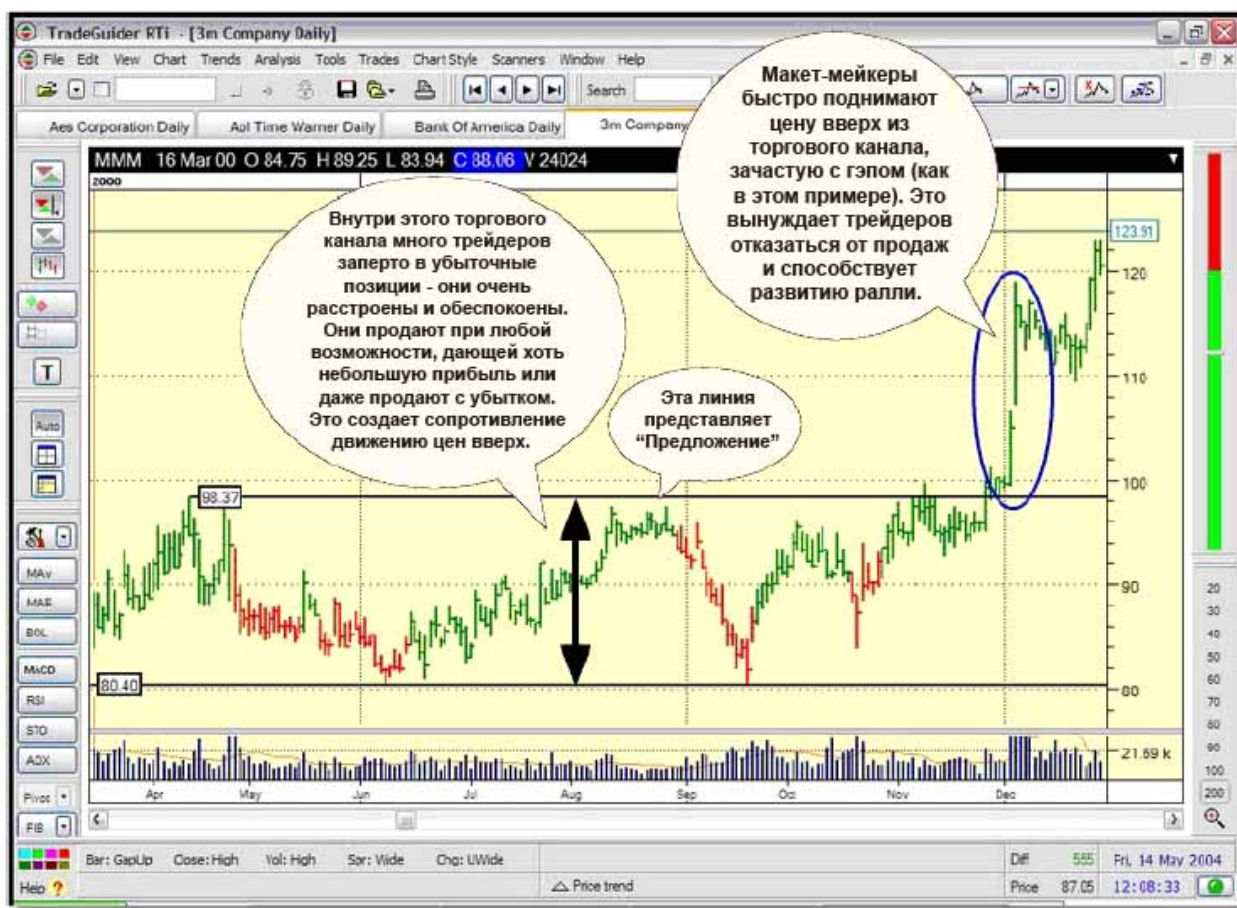 TradeGuider RTi - [3m Company Daily]
File Edit View Chart Trends Analysis Tools Trades Chart Style Scanners Window Help
Search
Aes Corporation Daily Aol Time Warner Daily Bank Of America Daily 3m Company
MMM 16 Mar 00 O 84.75 H 89.25 L 83.94 C 88.06 V 24024
2000
Макет-мейкеры
быстро поднимают
цену вверх из
торгового канала,
зачастую с гэпом (как
в этом примере). Это
вынуждает трейдеров
отказаться от продаж
и способствует
развитию ралли.
Внутри этого торгового
канала много трейдеров
заперто в убыточные
позиции - они очень
расстроены и обеспокоены.
Они продают при любой
возможности, дающей хоть
небольшую прибыль или
даже продают с убытком.
Это создает сопротивление
движению цен вверх.
Эта линия
представляет
“Предложение”
98.37
80.40
123.91
120
110
100
90
80
21.69 k
Apr May Jun Jul Aug Sep Oct Nov Dec
T
Auto
MAv
MAE
BOL
MACD
RSI
STO
ADX
Pivot
FIB
20
30
40
50
60
70
80
90
100
200
Bar: GapUp Close: High Vol: High Spr: Wide Chg: UWide Diff 555 Fri, 14 May 2004
Help Price trend Price 87.05 12:08:33